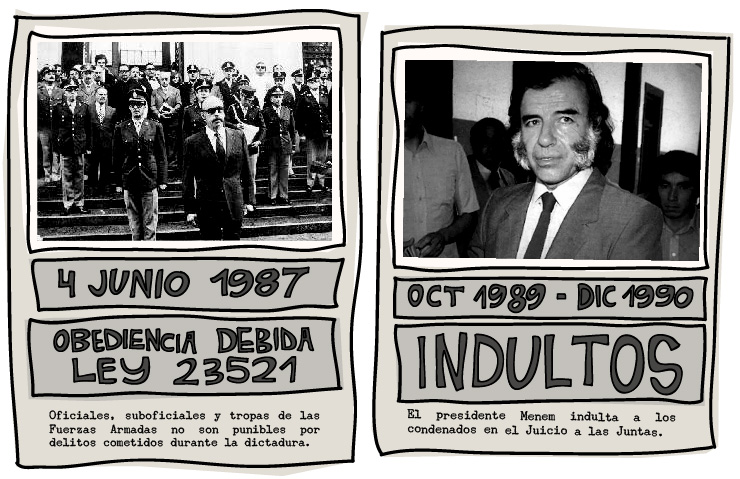 4 JUNIO 1987
OBEDIENCIA DEBIDA
LEY 23521
Oficiales, suboficiales y tropas de las
Fuerzas Armadas no son punibles por
delitos cometidos durante la dictadura.
OCT 1989 - DIC 1990
INDULTOS
El presidente Menem indulta a los
condenados en el Juicio a las Juntas.